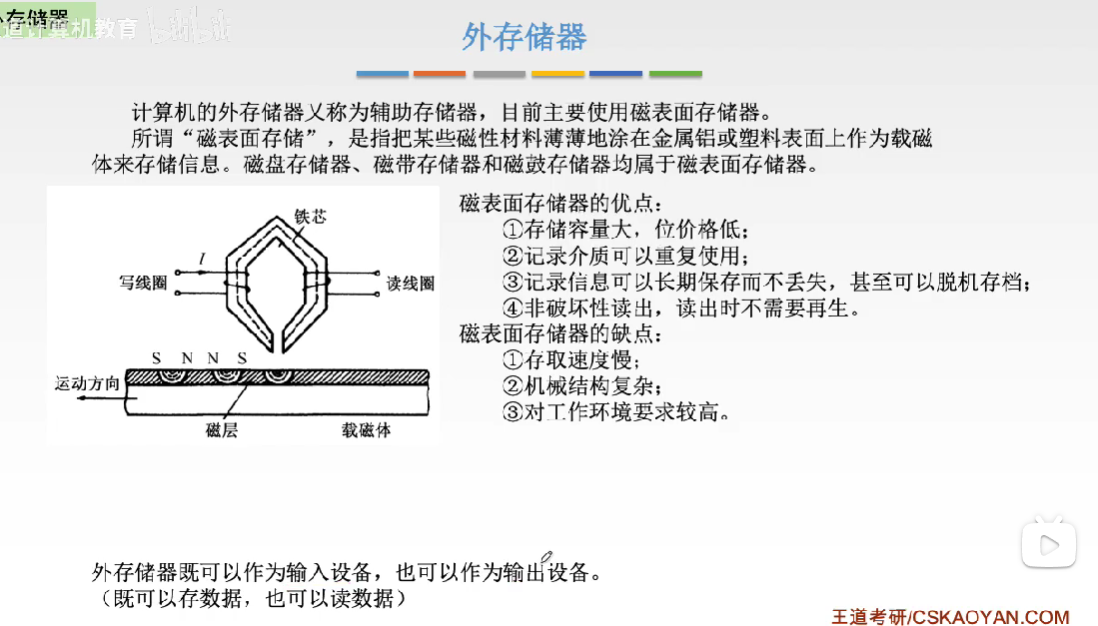 外存储器
王道计算机教育
bilibili
外存储器
计算机的外存储器又称为辅助存储器，目前主要使用磁表面存储器。
所谓“磁表面存储”，是指把某些磁性材料薄薄地涂在金属铝或塑料表面上作为载磁
体来存储信息。磁盘存储器、磁带存储器和磁鼓存储器均属于磁表面存储器。
铁芯
I
写线圈
读线圈
S N N S
运动方向
磁层
载磁体
磁表面存储器的优点：
①存储容量大，位价格低；
②记录介质可以重复使用；
③记录信息可以长期保存而不丢失，甚至可以脱机存档；
④非破坏性读出，读出时不需要再生。
磁表面存储器的缺点：
①存取速度慢；
②机械结构复杂；
③对工作环境要求较高。
外存储器既可以作为输入设备，也可以作为输出设备。
（既可以存数据，也可以读数据）
王道考研/CSKAOYAN.COM